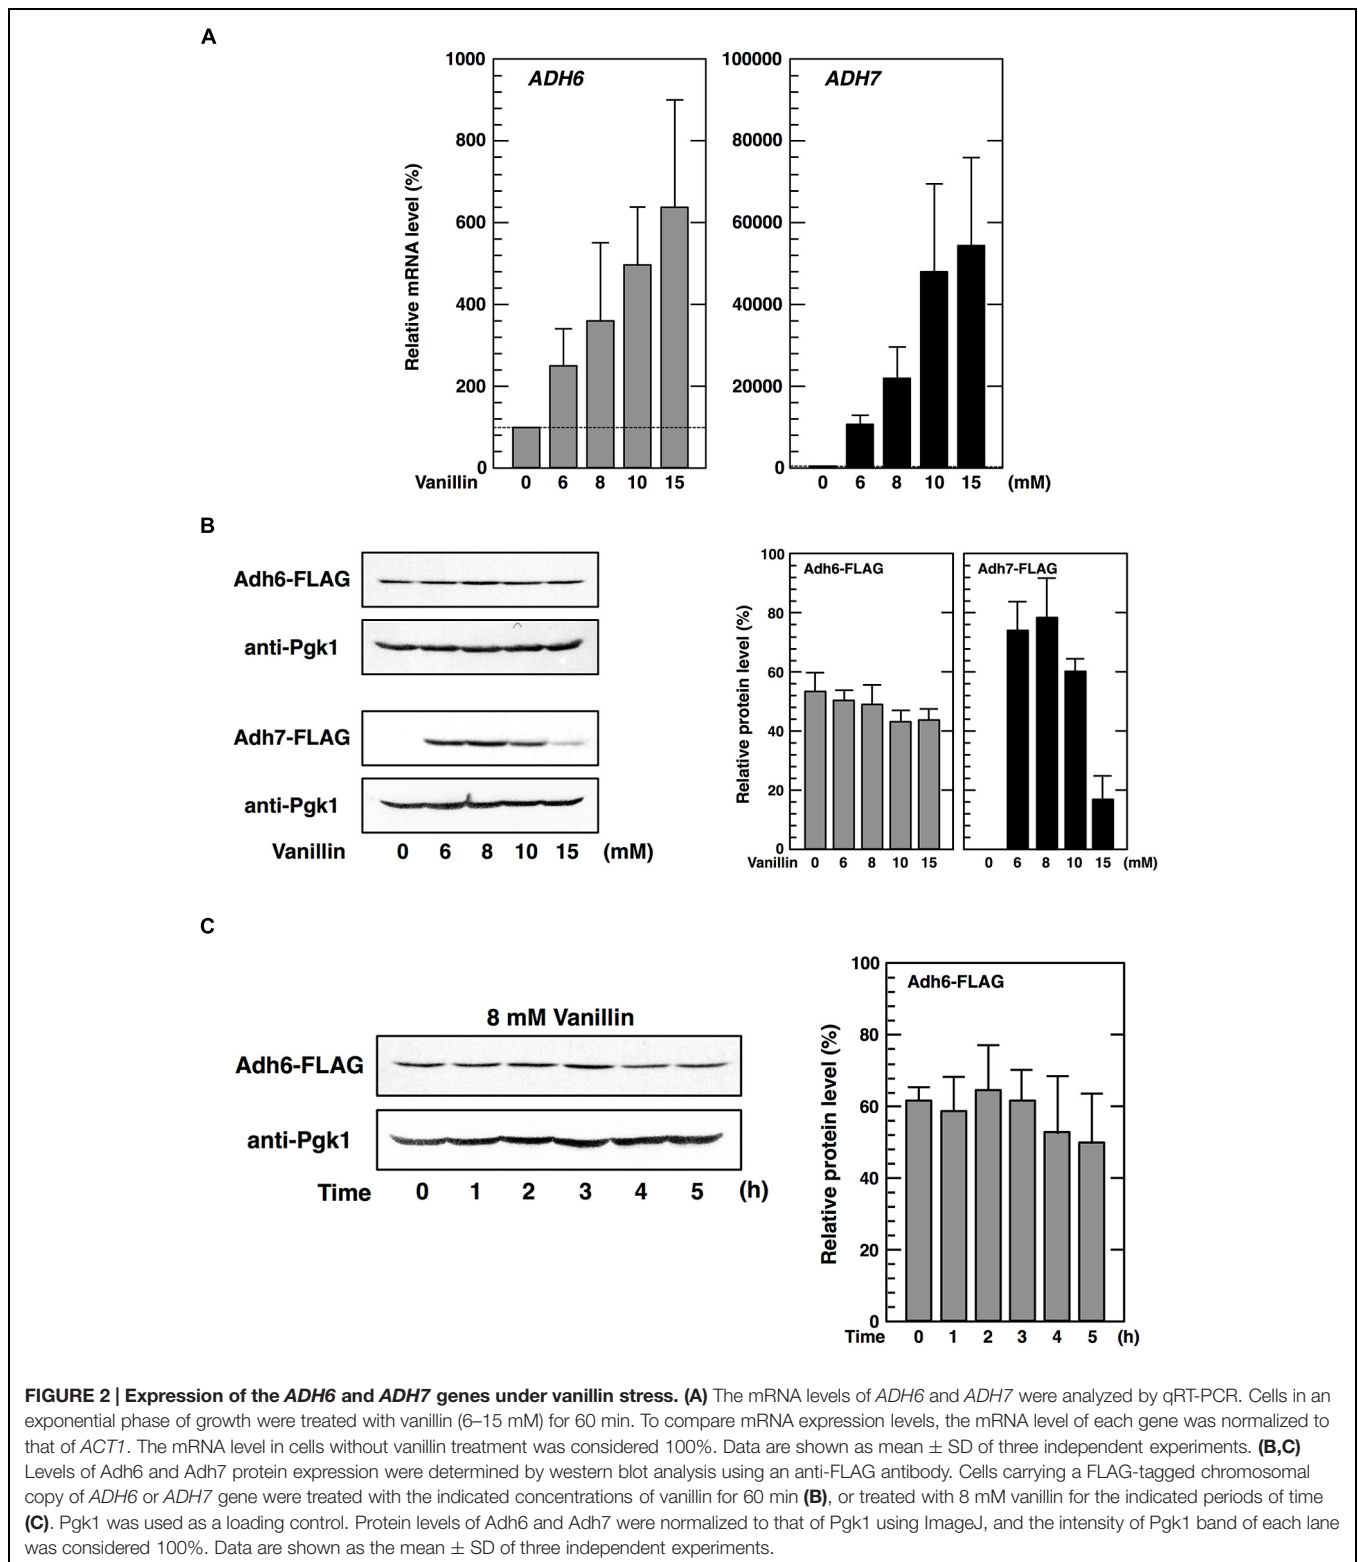 A
ADH6
ADH7
1000
800
600
400
200
0
Relative mRNA level (%)
100000
80000
60000
40000
20000
0
Vanillin 0 6 8 10 15 0 6 8 10 15 (mM)
B
Adh6-FLAG
anti-Pgk1
Adh7-FLAG
anti-Pgk1
Vanillin 0 6 8 10 15 (mM)
Adh6-FLAG
Adh7-FLAG
100
80
60
40
20
0
Relative protein level (%)
Vanillin 0 6 8 10 15 0 6 8 10 15 (mM)
C
8 mM Vanillin
Adh6-FLAG
anti-Pgk1
Time 0 1 2 3 4 5 (h)
Adh6-FLAG
100
80
60
40
20
0
Relative protein level (%)
Time 0 1 2 3 4 5 (h)
FIGURE 2 | Expression of the ADH6 and ADH7 genes under vanillin stress. (A) The mRNA levels of ADH6 and ADH7 were analyzed by qRT-PCR. Cells in an
exponential phase of growth were treated with vanillin (6–15 mM) for 60 min. To compare mRNA expression levels, the mRNA level of each gene was normalized to
that of ACT1. The mRNA level in cells without vanillin treatment was considered 100%. Data are shown as mean ± SD of three independent experiments. (B,C)
Levels of Adh6 and Adh7 protein expression were determined by western blot analysis using an anti-FLAG antibody. Cells carrying a FLAG-tagged chromosomal
copy of ADH6 or ADH7 gene were treated with the indicated concentrations of vanillin for 60 min (B), or treated with 8 mM vanillin for the indicated periods of time
(C). Pgk1 was used as a loading control. Protein levels of Adh6 and Adh7 were normalized to that of Pgk1 using ImageJ, and the intensity of Pgk1 band of each lane
was considered 100%. Data are shown as the mean ± SD of three independent experiments.